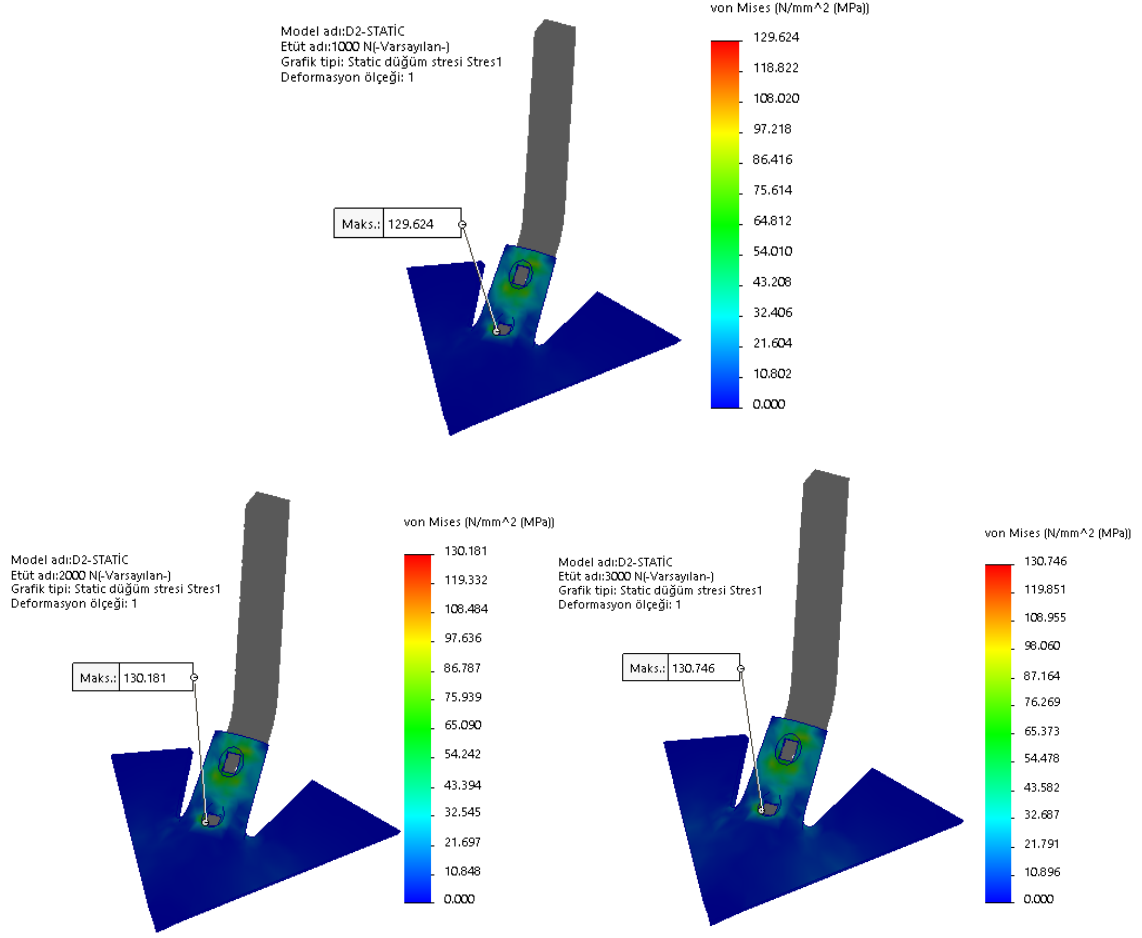 von Mises (N/mm^2 (MPa))
Model adı:D2-STATİC
Etüt adı:1000 N(-Varsayılan-)
Grafik tipi: Static düğüm stresi Stres1
Deformasyon ölçeği: 1
129.624
118.822
108.020
97.218
86.416
75.614
64.812
54.010
43.208
32.406
21.604
10.802
0.000
Maks.: 129.624
von Mises (N/mm^2 (MPa))
Model adı:D2-STATİC
Etüt adı:2000 N(-Varsayılan-)
Grafik tipi: Static düğüm stresi Stres1
Deformasyon ölçeği: 1
130.181
119.332
108.484
97.636
86.787
75.939
65.090
54.242
43.394
32.545
21.697
10.848
0.000
Maks.: 130.181
von Mises (N/mm^2 (MPa))
Model adı:D2-STATİC
Etüt adı:3000 N(-Varsayılan-)
Grafik tipi: Static düğüm stresi Stres1
Deformasyon ölçeği: 1
130.746
119.851
108.955
98.060
87.164
76.269
65.373
54.478
43.582
32.687
21.791
10.896
0.000
Maks.: 130.746